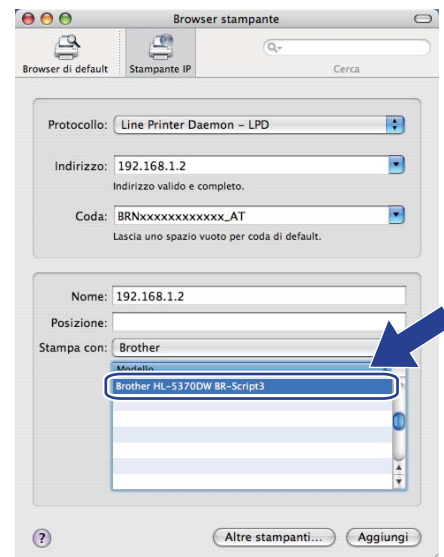 Browser stampante
Browser di default
Stampante IP
Cerca
Protocollo: Line Printer Daemon – LPD
Indirizzo: 192.168.1.2
Indirizzo valido e completo.
Coda: BRNxxxxxxxxxxxx_AT
Lascia uno spazio vuoto per coda di default.
Nome: 192.168.1.2
Posizione:
Stampa con: Brother
Modello
Brother HL-5370DW BR-Script3
?
Altre stampanti...
Aggiungi